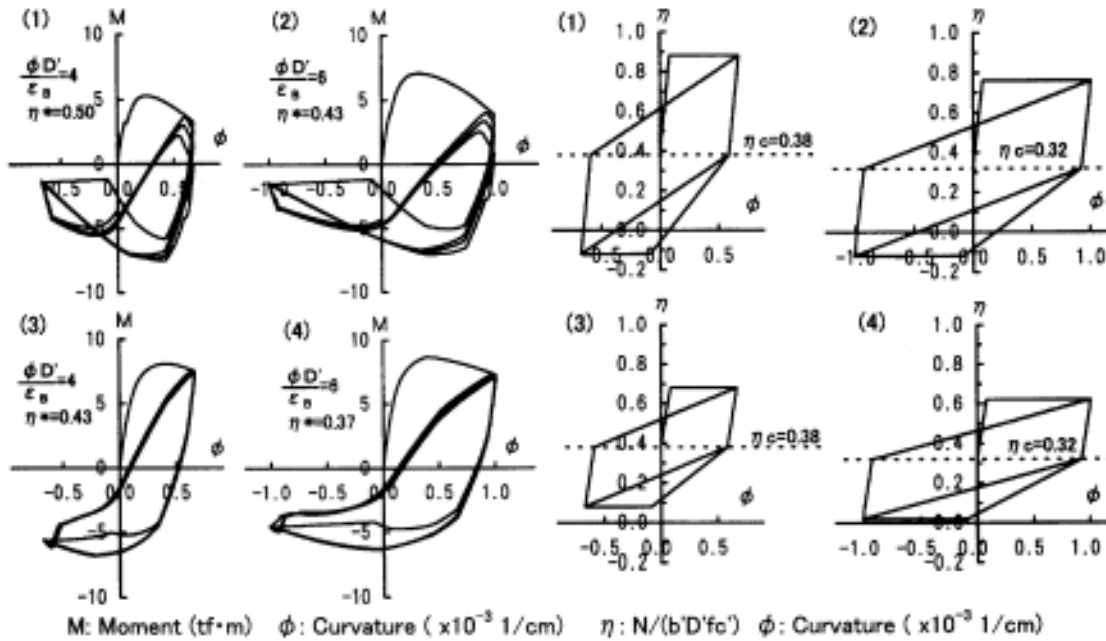 (1) M (2) M (1) η (2) η
10 10 1.0 1.0
φD'/εB=4 φD'/εB=6 0.8 0.8
η*=0.50 5 η*=0.43 5 0.6 0.6
φ φ 0.4 ηc=0.38 0.4 ηc=0.32
0 0 0.2 φ 0.2 φ
-0.5 0.0 0.5 -1.0 -0.5 0.0 0.5 1.0 0.0 0.0
-5 -5 -0.5 0.0 0.5 -1.0 -0.5 0.0 0.5 1.0
-10 -10 -0.2 -0.2
(3) M (4) M (3) η (4) η
10 10 1.0 1.0
φD'/εB=4 φD'/εB=6 0.8 0.8
η*=0.43 5 η*=0.37 5 0.6 0.6
φ φ 0.4 ηc=0.38 0.4 ηc=0.32
0 0 0.2 φ 0.2 φ
-0.5 0.0 0.5 -1.0 -0.5 0.0 0.5 1.0 0.0 0.0
-5 -5 -0.5 0.0 0.5 -1.0 -0.5 0.0 0.5 1.0
-10 -10 -0.2 -0.2
M: Moment (tf·m) φ: Curvature ( x10⁻³ 1/cm) η: N/(b'D'fc') φ: Curvature ( x10⁻³ 1/cm)